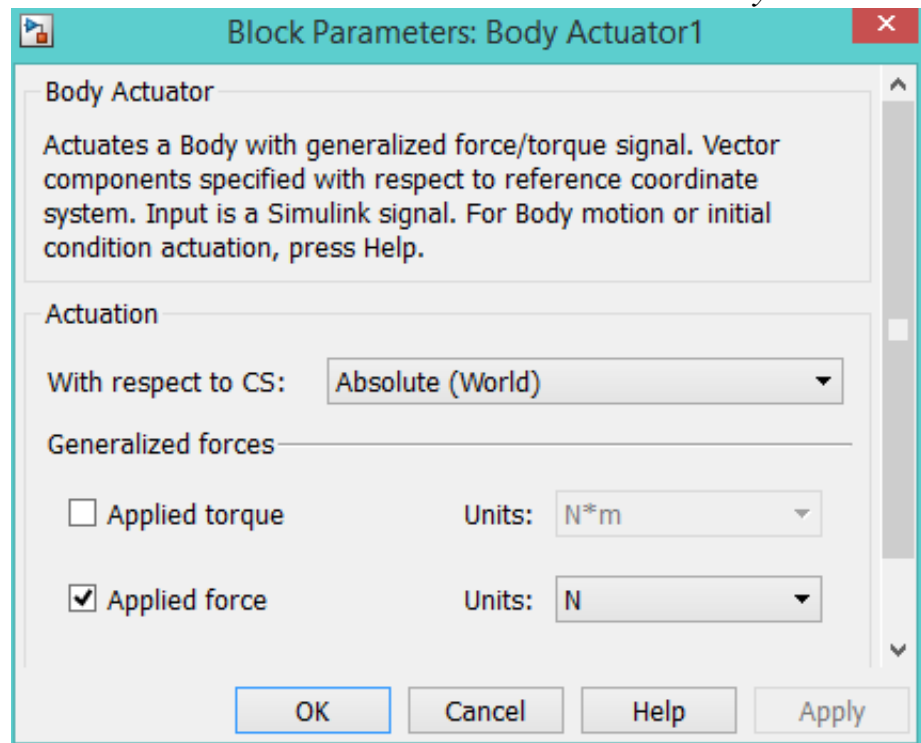 Block Parameters: Body Actuator1
Body Actuator
Actuates a Body with generalized force/torque signal. Vector
components specified with respect to reference coordinate
system. Input is a Simulink signal. For Body motion or initial
condition actuation, press Help.
Actuation
With respect to CS: Absolute (World)
Generalized forces
Applied torque Units: N*m
Applied force Units: N
OK Cancel Help Apply